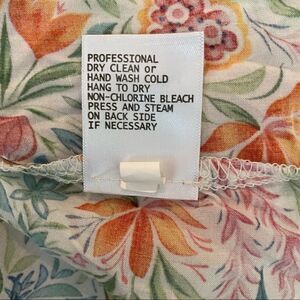 PROFESSIONAL
DRY CLEAN or
HAND WASH COLD
HANG TO DRY
NON-CHLORINE BLEACH
PRESS AND STEAM
ON BACK SIDE
IF NECESSARY